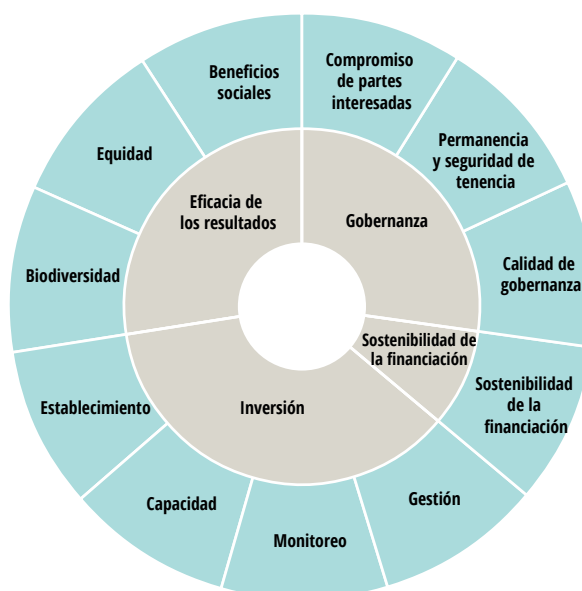 Beneficios
sociales
Compromiso
de partes
interesadas
Permanencia
y seguridad de
tenencia
Calidad de
gobernanza
Sostenibilidad
de la
financiación
Gestión
Monitoreo
Capacidad
Establecimiento
Biodiversidad
Equidad
Eficacia de
los resultados
Gobernanza
Sostenibilidad de
la financiación
Inversión